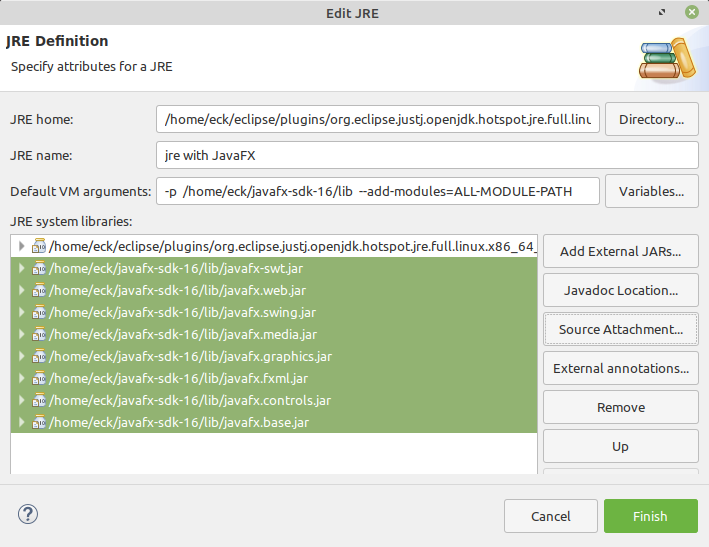 Edit JRE
JRE Definition
Specify attributes for a JRE
JRE home: /home/eck/eclipse/plugins/org.eclipse.justj.openjdk.hotspot.jre.full.linu Directory...
JRE name: jre with JavaFX
Default VM arguments: -p /home/eck/javafx-sdk-16/lib --add-modules=ALL-MODULE-PATH Variables...
JRE system libraries:
/home/eck/eclipse/plugins/org.eclipse.justj.openjdk.hotspot.jre.full.linux.x86_64_ Add External JARs...
/home/eck/javafx-sdk-16/lib/javafx-swt.jar
/home/eck/javafx-sdk-16/lib/javafx.web.jar Javadoc Location...
/home/eck/javafx-sdk-16/lib/javafx.swing.jar
/home/eck/javafx-sdk-16/lib/javafx.media.jar Source Attachment...
/home/eck/javafx-sdk-16/lib/javafx.graphics.jar
/home/eck/javafx-sdk-16/lib/javafx.fxml.jar External annotations...
/home/eck/javafx-sdk-16/lib/javafx.controls.jar Remove
/home/eck/javafx-sdk-16/lib/javafx.base.jar
Up
? Cancel Finish